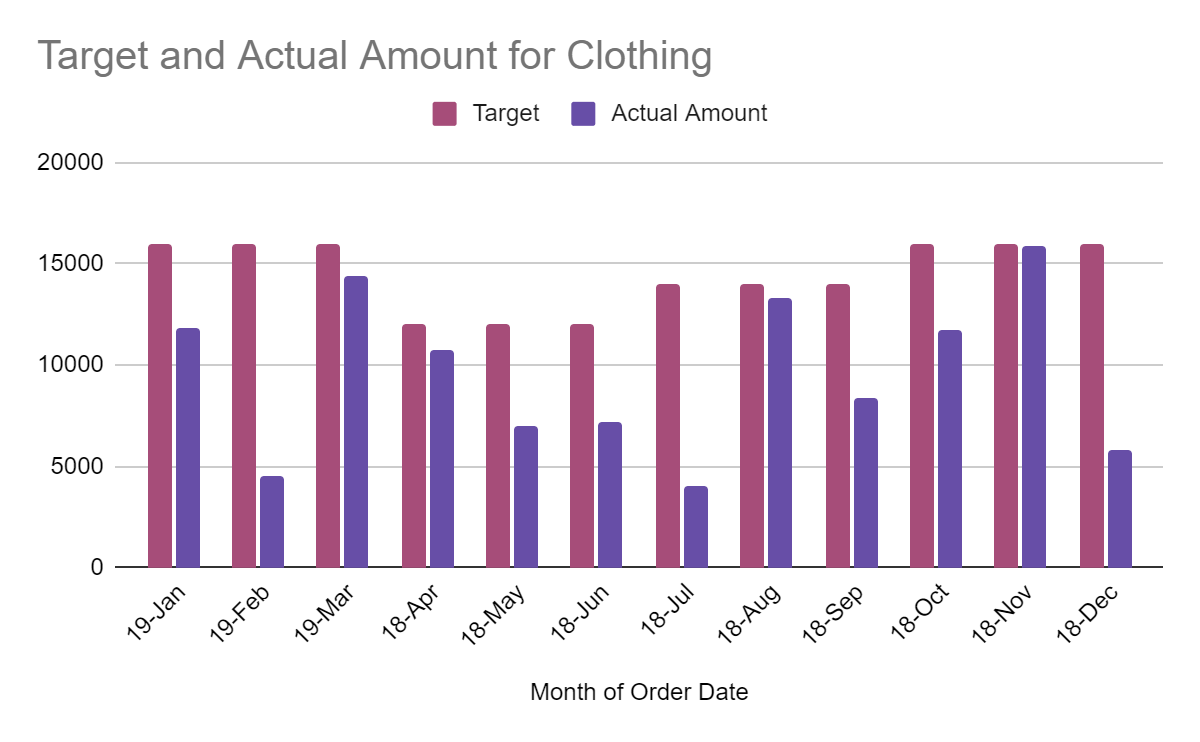 Target and Actual Amount for Clothing
Target Actual Amount
20000
15000
10000
5000
0
19-Jan 19-Feb 19-Mar 18-Apr 18-May 18-Jun 18-Jul 18-Aug 18-Sep 18-Oct 18-Nov 18-Dec
Month of Order Date